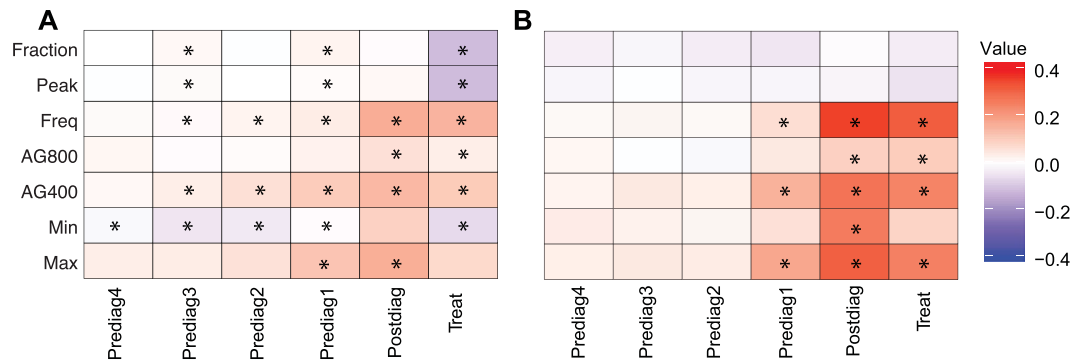 A
B
Fraction * * *
Peak * * *
Freq * * * * * * * *
AG800 * * * *
AG400 * * * * * * * *
Min * * * * * *
Max * * * * *
Prediag4 Prediag3 Prediag2 Prediag1 Postdiag Treat Prediag4 Prediag3 Prediag2 Prediag1 Postdiag Treat
Value
0.4
0.2
0.0
−0.2
−0.4